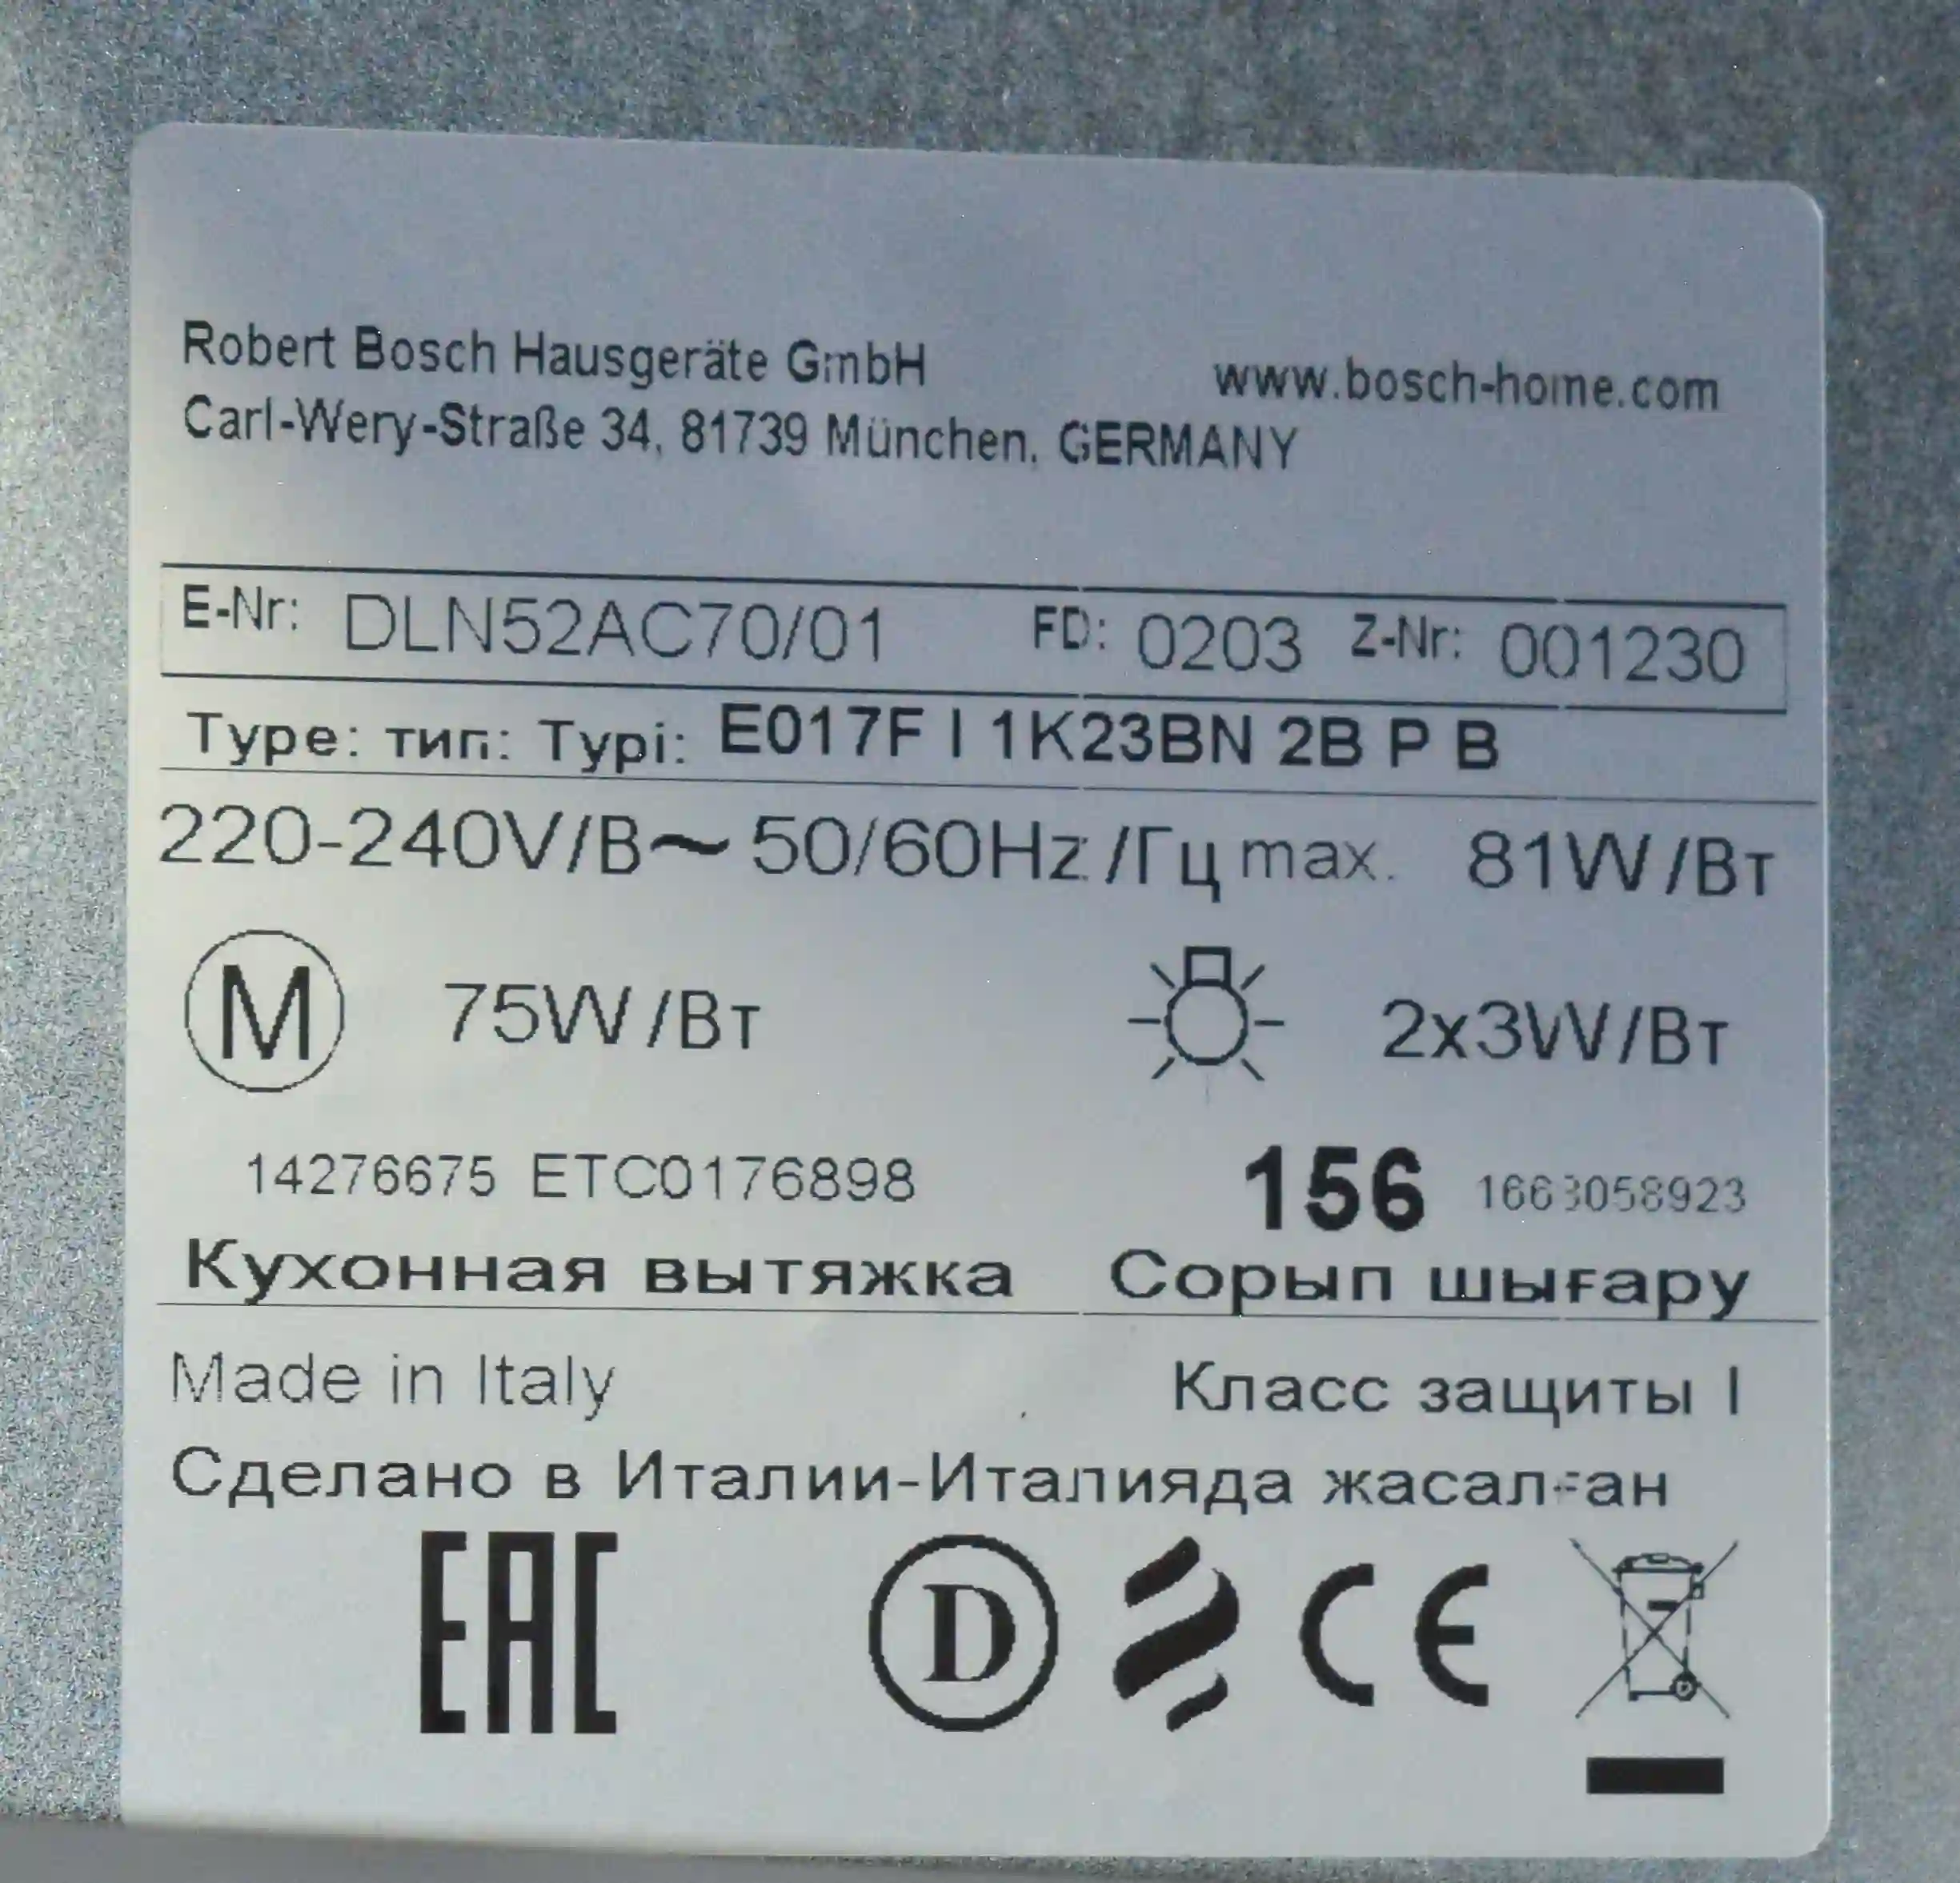 Robert Bosch Hausgeräte GmbH www.bosch-home.com
Carl-Wery-Straße 34, 81739 München, GERMANY
E-Nr: DLN52AC70/01 FD: 0203 Z-Nr: 001230
Type: тип: Typi: E017F I 1K23BN 2B P B
220-240V/В~ 50/60Hz/Гц max. 81W/Вт
M 75W/Вт 2x3W/Вт
14276675 ETC0176898 156 1663058923
Кухонная вытяжка Сорып шығару
Made in Italy Класс защиты I
Сделано в Италии-Италияда жасалған
EAC D CE